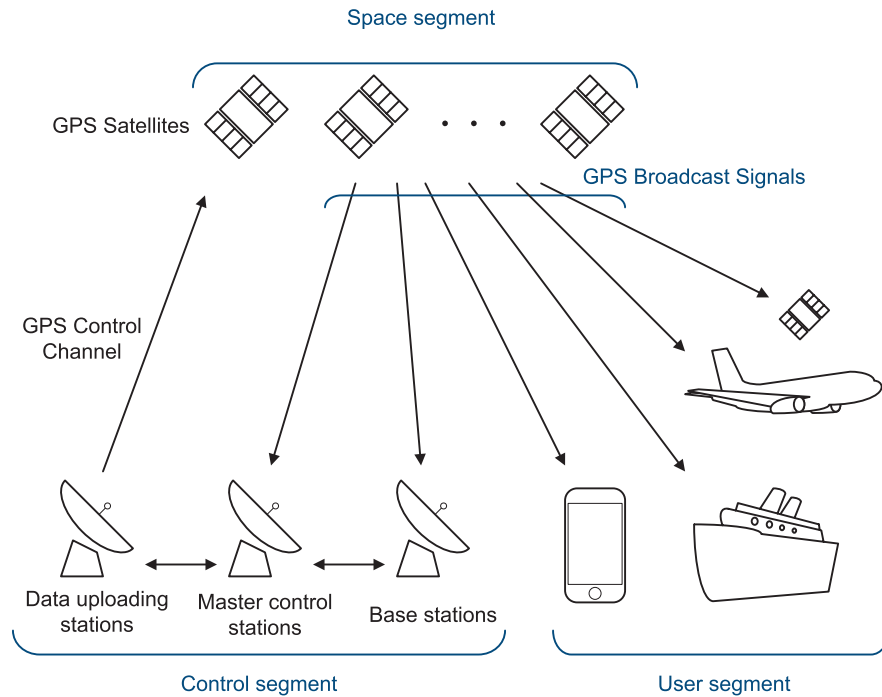 Space segment
GPS Satellites
GPS Broadcast Signals
GPS Control
Channel
Data uploading
stations
Master control
stations
Base stations
Control segment
User segment